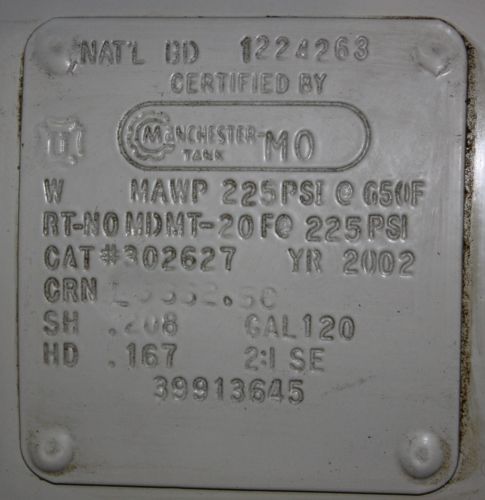 NAT'L BD 1224263
CERTIFIED BY
MANCHESTER TANK MO
U
W MAWP 225PSI @ 650F
RT-NO MDMT-20F@ 225PSI
CAT #302627 YR 2002
CRN
SH .208 GAL120
HD .167 2:1 SE
39913645